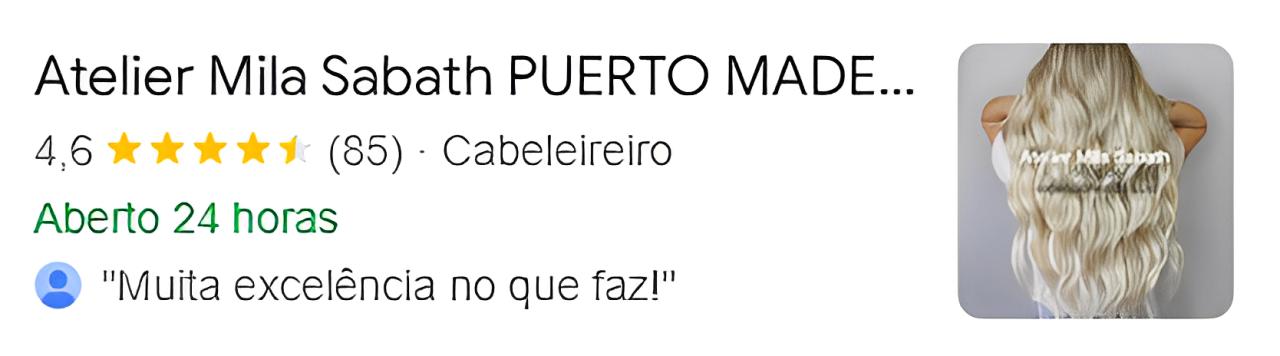 Atelier Mila Sabath PUERTO MADE...
4,6 (85) · Cabeleireiro
Aberto 24 horas
"Muita excelência no que faz!"
Atelier Mila Sabath